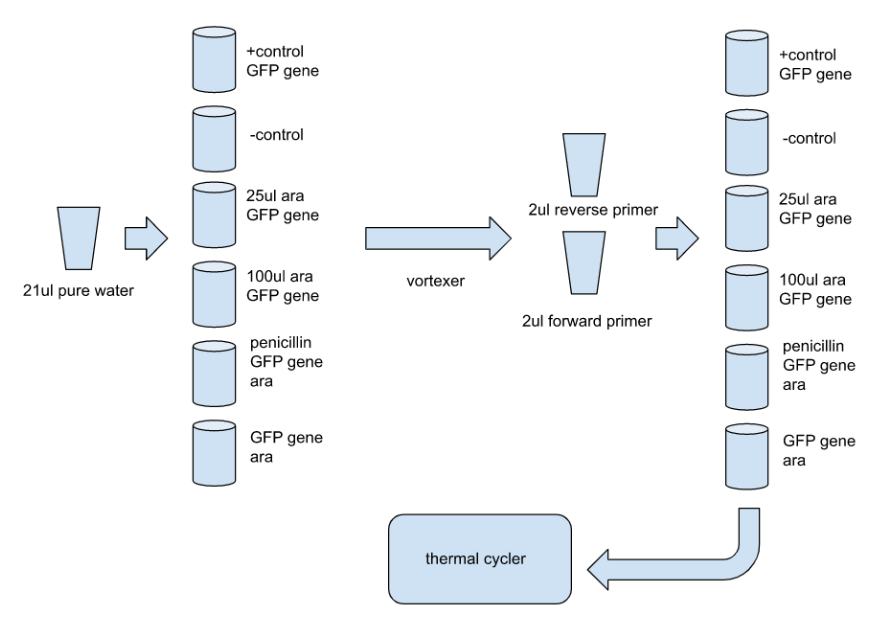 +control
GFP gene
-control
25ul ara
GFP gene
100ul ara
GFP gene
penicillin
GFP gene
ara
GFP gene
ara
21ul pure water
vortexer
2ul reverse primer
2ul forward primer
+control
GFP gene
-control
25ul ara
GFP gene
100ul ara
GFP gene
penicillin
GFP gene
ara
GFP gene
ara
thermal cycler